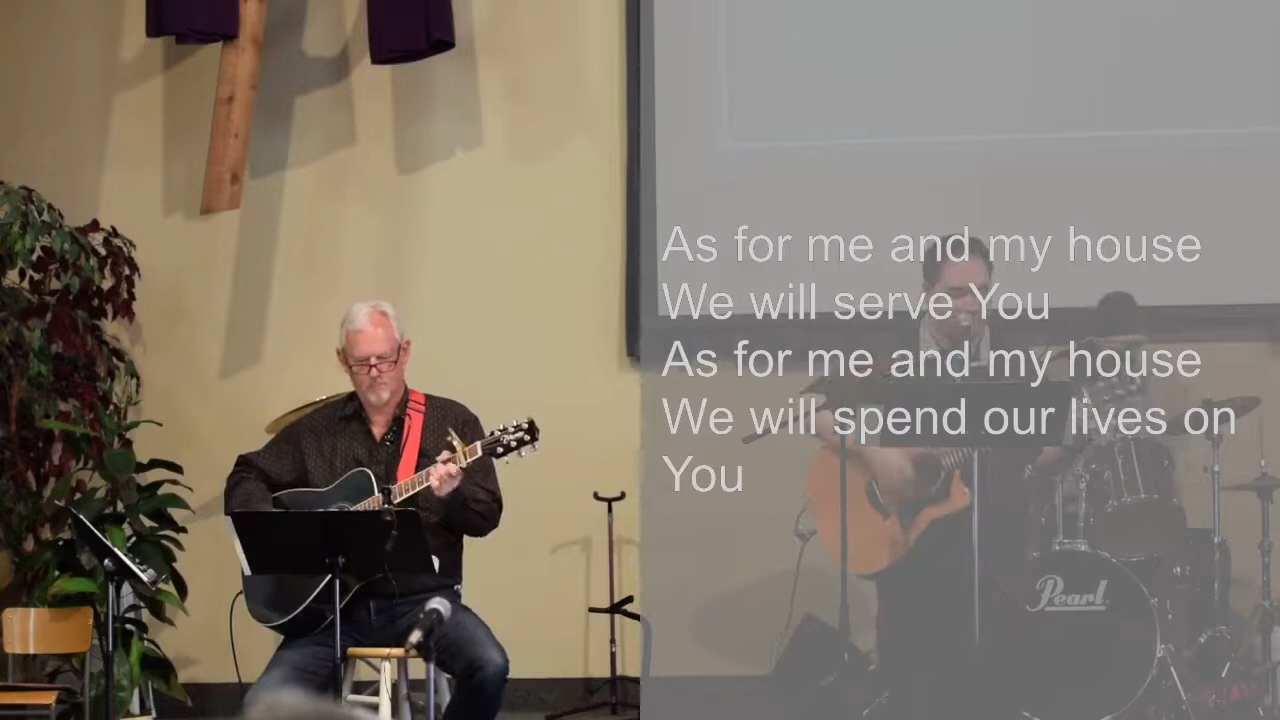 As for me and my house
We will serve You
As for me and my house
We will spend our lives on
You
Pearl